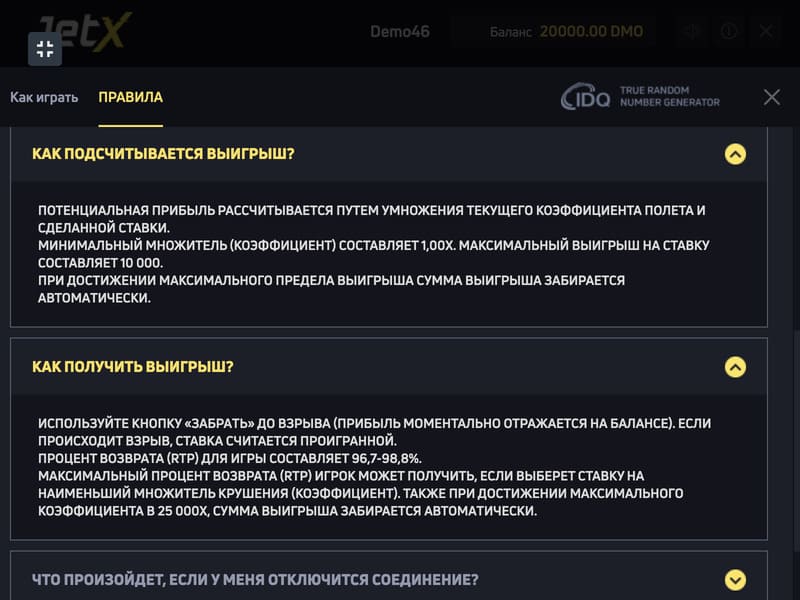 JetX
Demo46
Баланс 20000.00 DMO
Как играть
ПРАВИЛА
CIDQ
TRUE RANDOM
NUMBER GENERATOR
КАК ПОДСЧИТЫВАЕТСЯ ВЫИГРЫШ?
ПОТЕНЦИАЛЬНАЯ ПРИБЫЛЬ РАССЧИТЫВАЕТСЯ ПУТЕМ УМНОЖЕНИЯ ТЕКУЩЕГО КОЭФФИЦИЕНТА ПОЛЕТА И
СДЕЛАННОЙ СТАВКИ.
МИНИМАЛЬНЫЙ МНОЖИТЕЛЬ (КОЭФФИЦИЕНТ) СОСТАВЛЯЕТ 1,00X. МАКСИМАЛЬНЫЙ ВЫИГРЫШ НА СТАВКУ
СОСТАВЛЯЕТ 10 000.
ПРИ ДОСТИЖЕНИИ МАКСИМАЛЬНОГО ПРЕДЕЛА ВЫИГРЫША СУММА ВЫИГРЫША ЗАБИРАЕТСЯ
АВТОМАТИЧЕСКИ.
КАК ПОЛУЧИТЬ ВЫИГРЫШ?
ИСПОЛЬЗУЙТЕ КНОПКУ «ЗАБРАТЬ» ДО ВЗРЫВА (ПРИБЫЛЬ МОМЕНТАЛЬНО ОТРАЖАЕТСЯ НА БАЛАНСЕ). ЕСЛИ
ПРОИСХОДИТ ВЗРЫВ, СТАВКА СЧИТАЕТСЯ ПРОИГРАННОЙ.
ПРОЦЕНТ ВОЗВРАТА (RTP) ДЛЯ ИГРЫ СОСТАВЛЯЕТ 96,7-98,8%.
МАКСИМАЛЬНЫЙ ПРОЦЕНТ ВОЗВРАТА (RTP) ИГРОК МОЖЕТ ПОЛУЧИТЬ, ЕСЛИ ВЫБЕРЕТ СТАВКУ НА
НАИМЕНЬШИЙ МНОЖИТЕЛЬ КРУШЕНИЯ (КОЭФФИЦИЕНТ). ТАКЖЕ ПРИ ДОСТИЖЕНИИ МАКСИМАЛЬНОГО
КОЭФФИЦИЕНТА В 25 000X, СУММА ВЫИГРЫША ЗАБИРАЕТСЯ АВТОМАТИЧЕСКИ.
ЧТО ПРОИЗОЙДЕТ, ЕСЛИ У МЕНЯ ОТКЛЮЧИТСЯ СОЕДИНЕНИЕ?